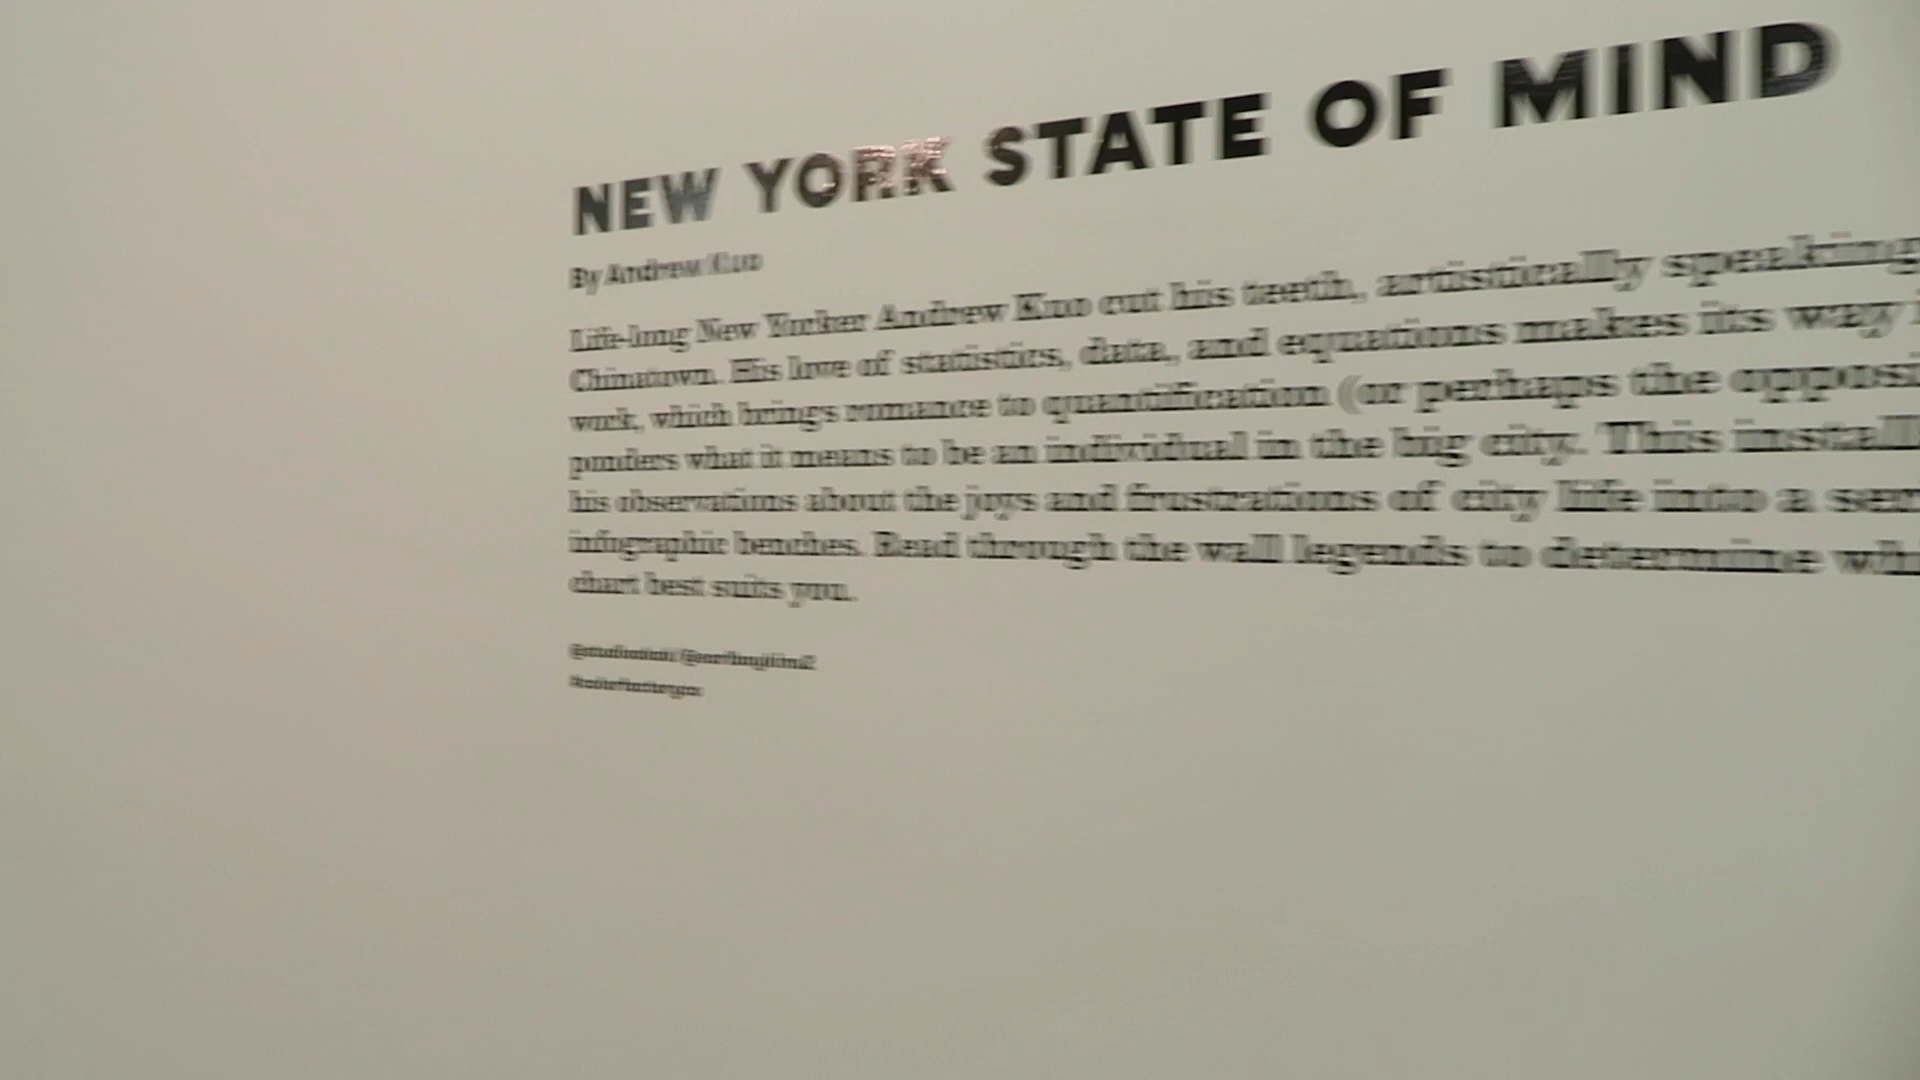 NEW YORK STATE OF MIND
By Andrew Kuo
Life-long New Yorker Andrew Kuo cut his teeth, artistically speaking
Chinatown. His love of statistics, data, and equations makes its way
work, which brings romance to quantification (or perhaps the
ponders what it means to be an individual in the big city. This
his observations about the joys and frustrations of city life into a
infographic benches. Read through the wall legends to determine
chart best suits you.